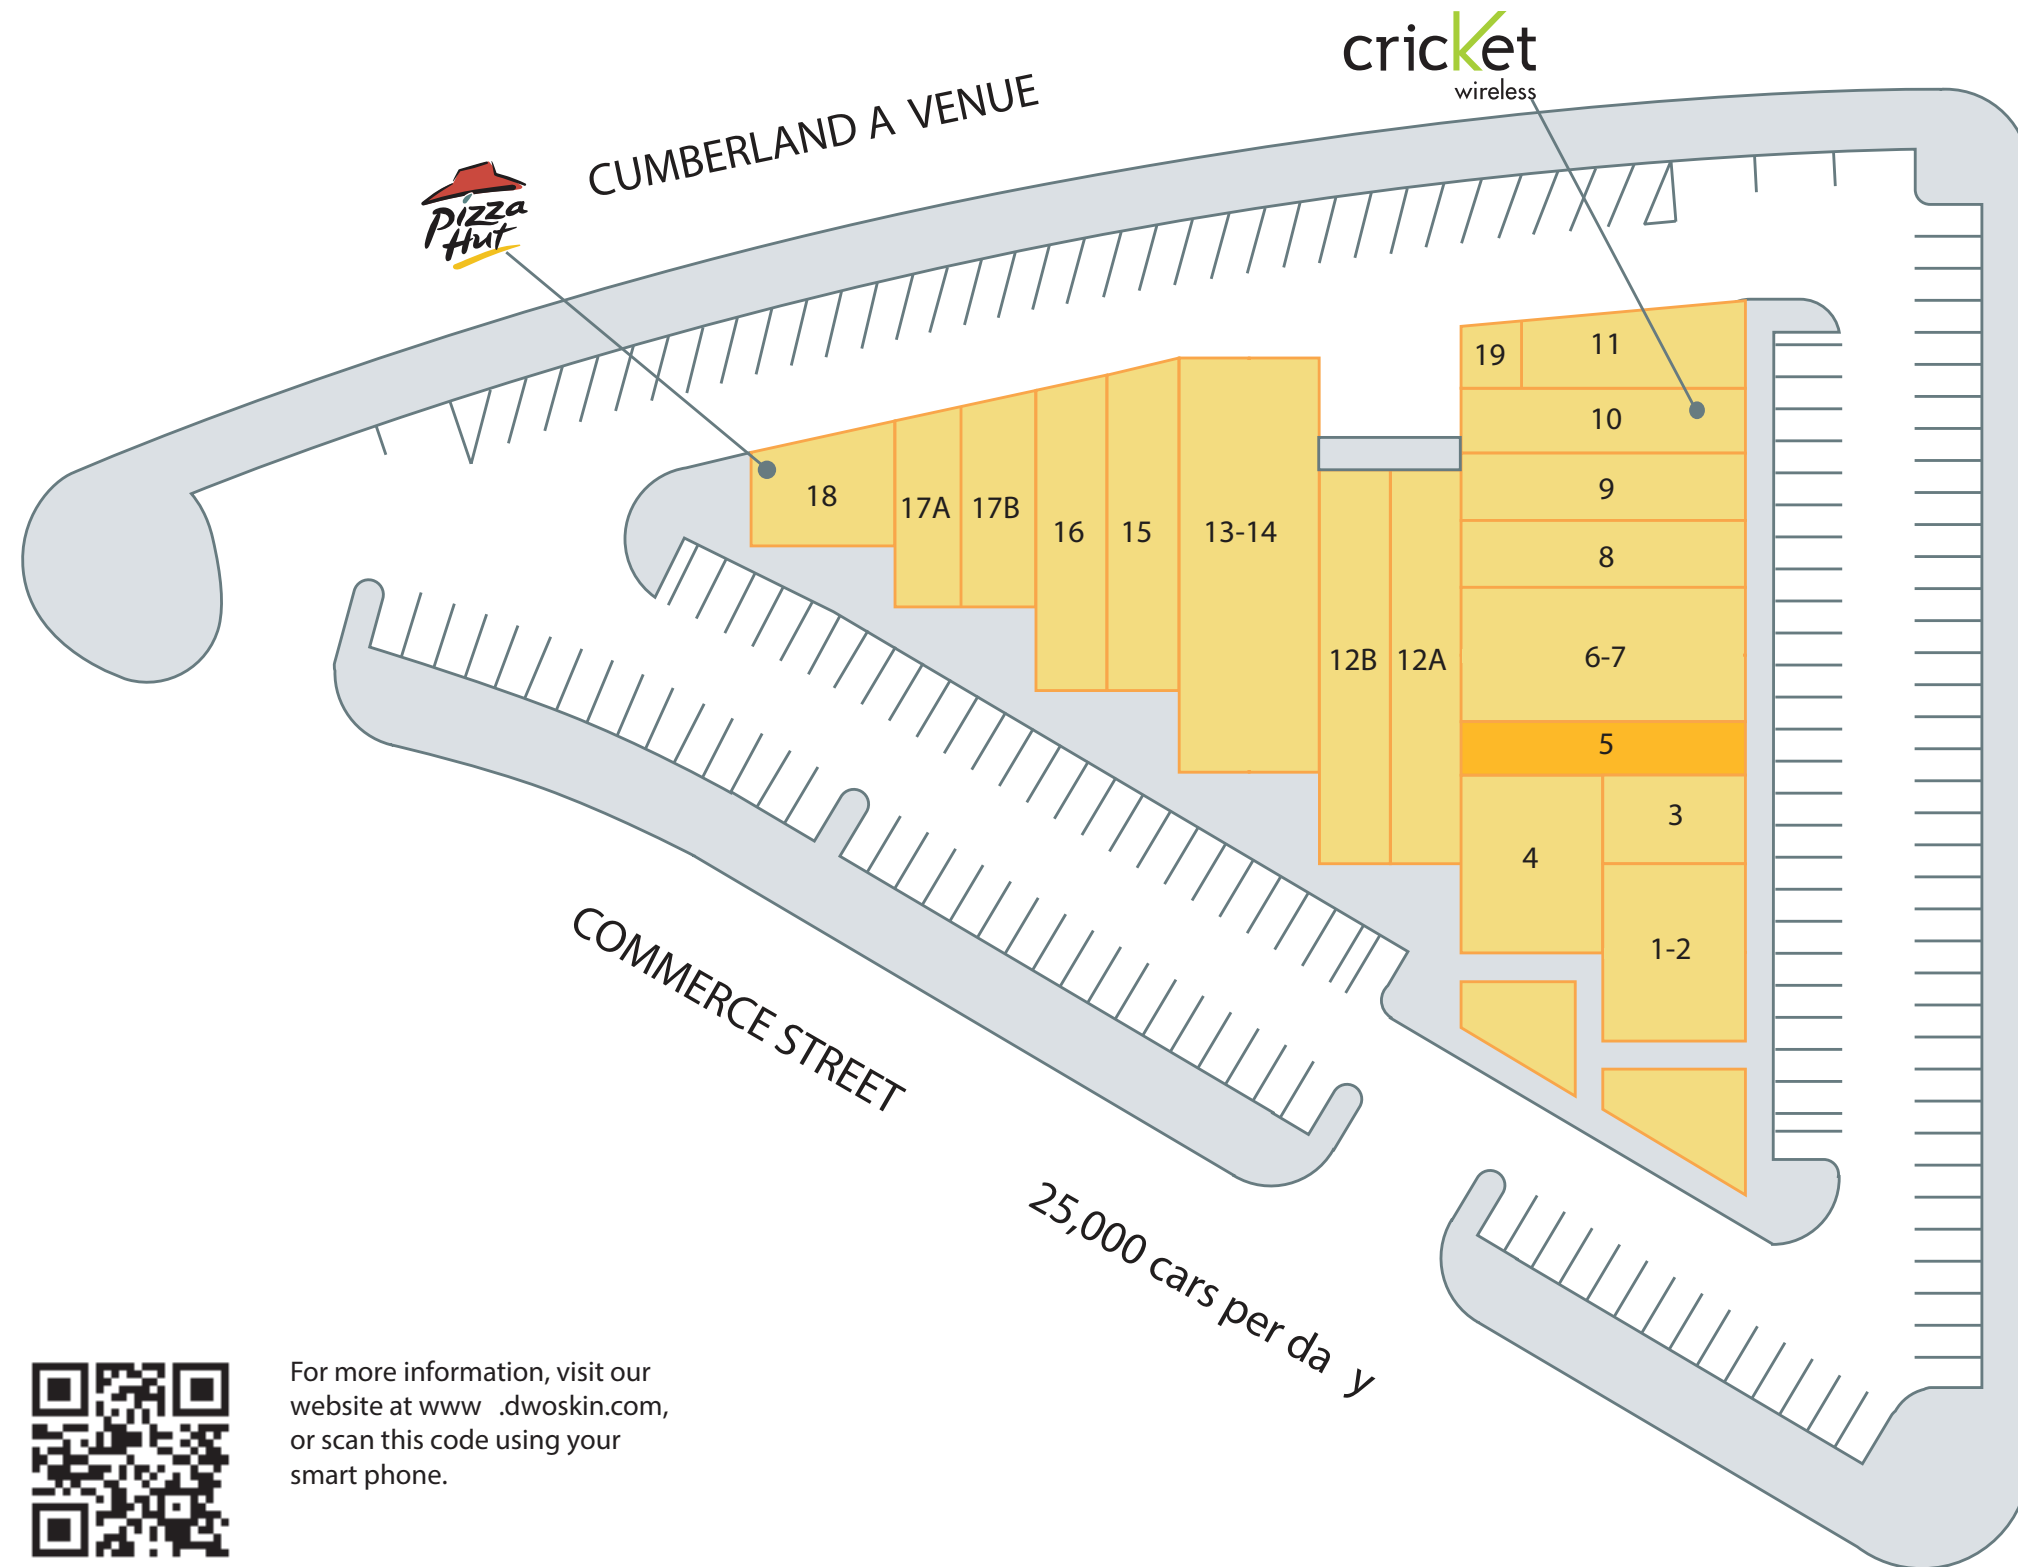 cricket
wireless
CUMBERLAND A VENUE
Pizza
Hut
19
11
10
9
8
6-7
5
3
4
1-2
18
17A
17B
16
15
13-14
12B
12A
COMMERCE STREET
25,000 cars per da y
For more information, visit our
website at www .dwoskin.com,
or scan this code using your
smart phone.